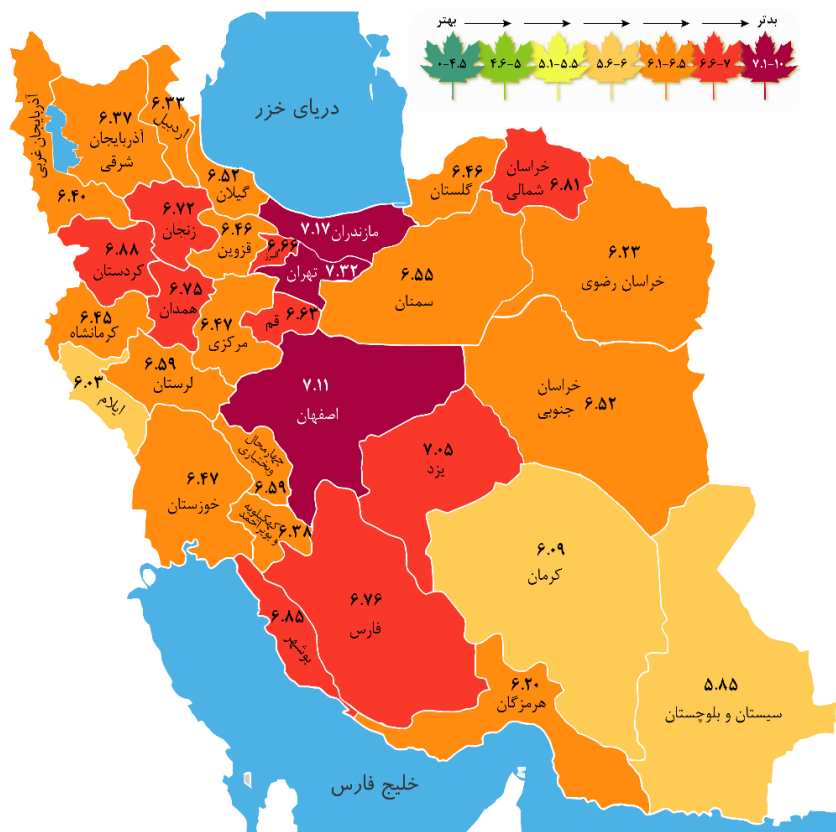 بهتر
بدتر
۰-۴.۵
۴.۶-۵
۵.۱-۵.۵
۵.۶-۶
۶.۱-۶.۵
۶.۶-۷
۷.۱-۱۰
دریای خزر
آذربایجان غربی
۶.۴۰
۶.۳۷
آذربایجان
شرقی
۶.۳۳
اردبیل
۶.۵۲
گیلان
۶.۴۶
گلستان
خراسان
شمالی ۶.۸۱
۶.۷۲
زنجان
۶.۴۶
قزوین
مازندران ۷.۱۷
۶.۶۶
البرز
تهران ۷.۳۲
۶.۸۸
کردستان
۶.۷۵
همدان
قم ۶.۶۳
۶.۵۵
سمنان
۶.۲۳
خراسان رضوی
۶.۴۵
کرمانشاه
۶.۴۷
مرکزی
۶.۰۳
ایلام
۶.۵۹
لرستان
۷.۱۱
اصفهان
خراسان
جنوبی ۶.۵۲
۶.۴۷
خوزستان
چهارمحال
وبختیاری
۶.۵۹
کهکیلویه
و بویراحمد
۶.۳۸
۷.۰۵
یزد
۶.۰۹
کرمان
۶.۷۶
فارس
۶.۸۵
بوشهر
۶.۲۰
هرمزگان
۵.۸۵
سیستان و بلوچستان
خلیج فارس